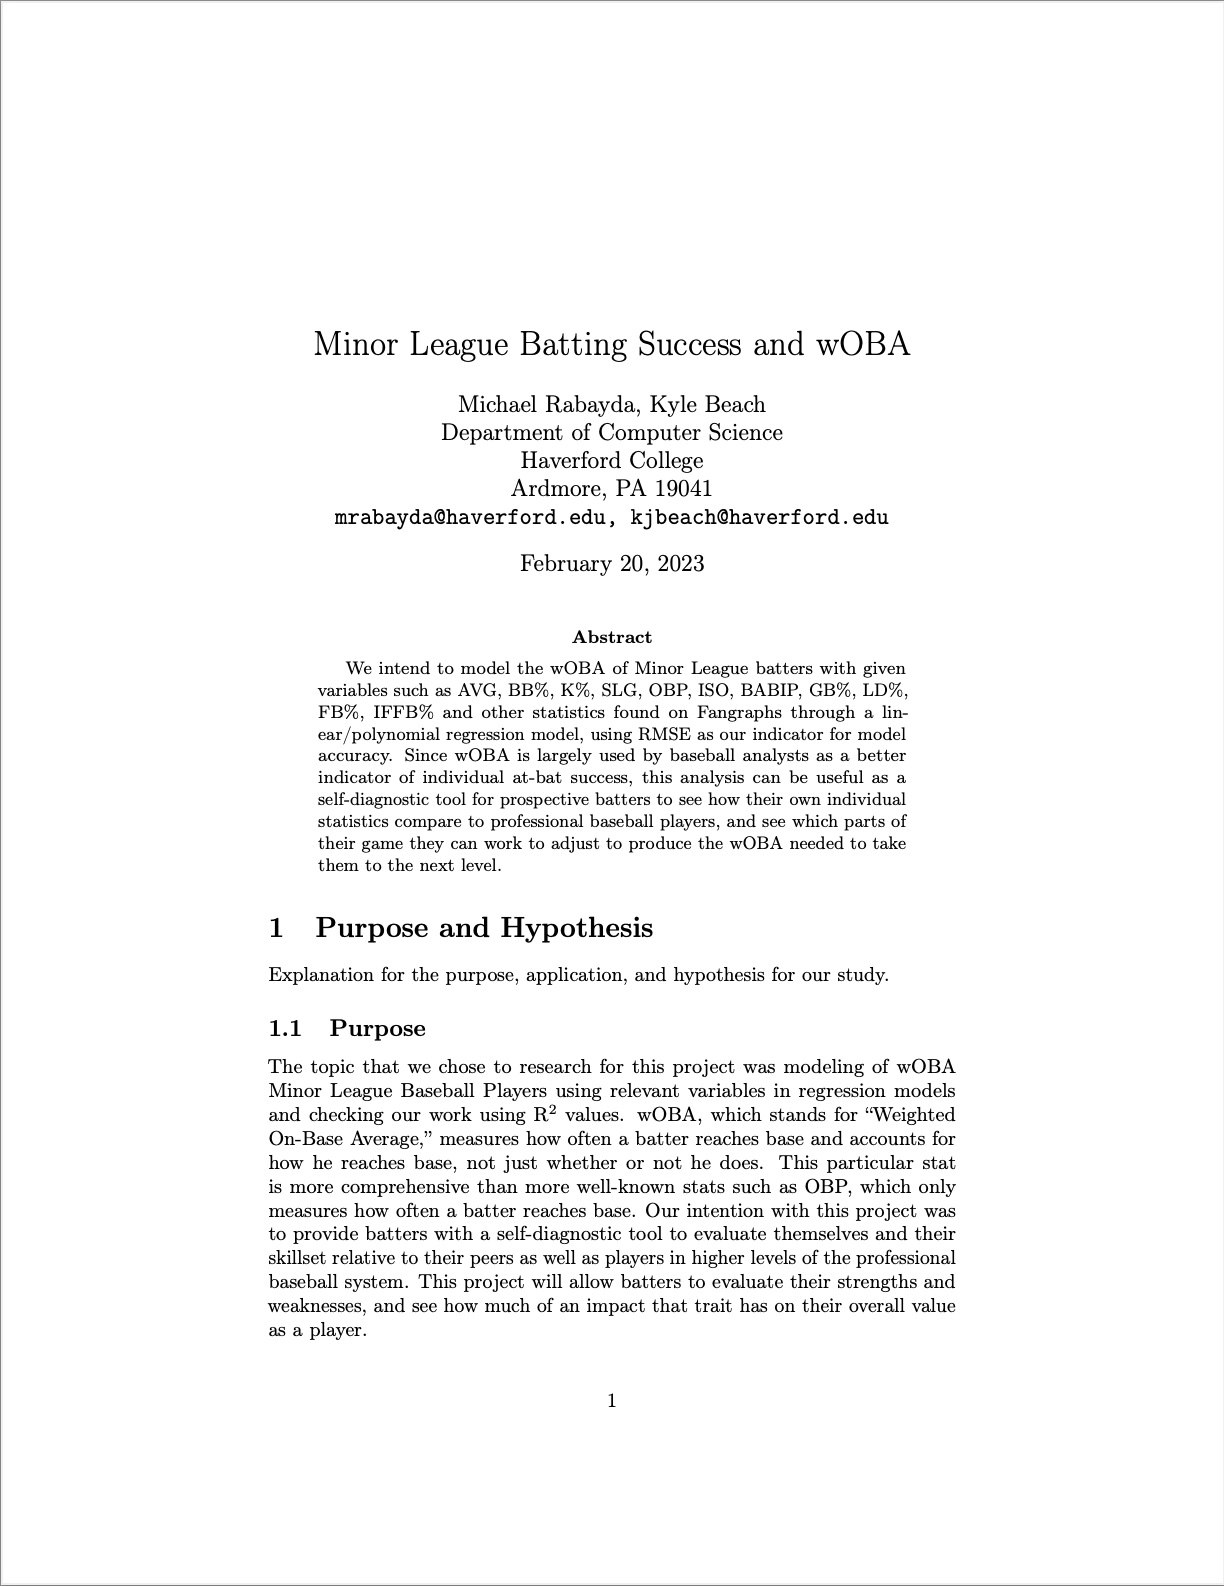 Minor League Batting Success and wOBA
Michael Rabayda, Kyle Beach
Department of Computer Science
Haverford College
Ardmore, PA 19041
mrabayda@haverford.edu, kjbeach@haverford.edu
February 20, 2023
Abstract
We intend to model the wOBA of Minor League batters with given
variables such as AVG, BB%, K%, SLG, OBP, ISO, BABIP, GB%, LD%,
FB%, IFFB% and other statistics found on Fangraphs through a lin-
ear/polynomial regression model, using RMSE as our indicator for model
accuracy. Since wOBA is largely used by baseball analysts as a better
indicator of individual at-bat success, this analysis can be useful as a
self-diagnostic tool for prospective batters to see how their own individual
statistics compare to professional baseball players, and see which parts of
their game they can work to adjust to produce the wOBA needed to take
them to the next level.
1 Purpose and Hypothesis
Explanation for the purpose, application, and hypothesis for our study.
1.1 Purpose
The topic that we chose to research for this project was modeling of wOBA
Minor League Baseball Players using relevant variables in regression models
and checking our work using R² values. wOBA, which stands for “Weighted
On-Base Average,” measures how often a batter reaches base and accounts for
how he reaches base, not just whether or not he does. This particular stat
is more comprehensive than more well-known stats such as OBP, which only
measures how often a batter reaches base. Our intention with this project was
to provide batters with a self-diagnostic tool to evaluate themselves and their
skillset relative to their peers as well as players in higher levels of the professional
baseball system. This project will allow batters to evaluate their strengths and
weaknesses, and see how much of an impact that trait has on their overall value
as a player.
1